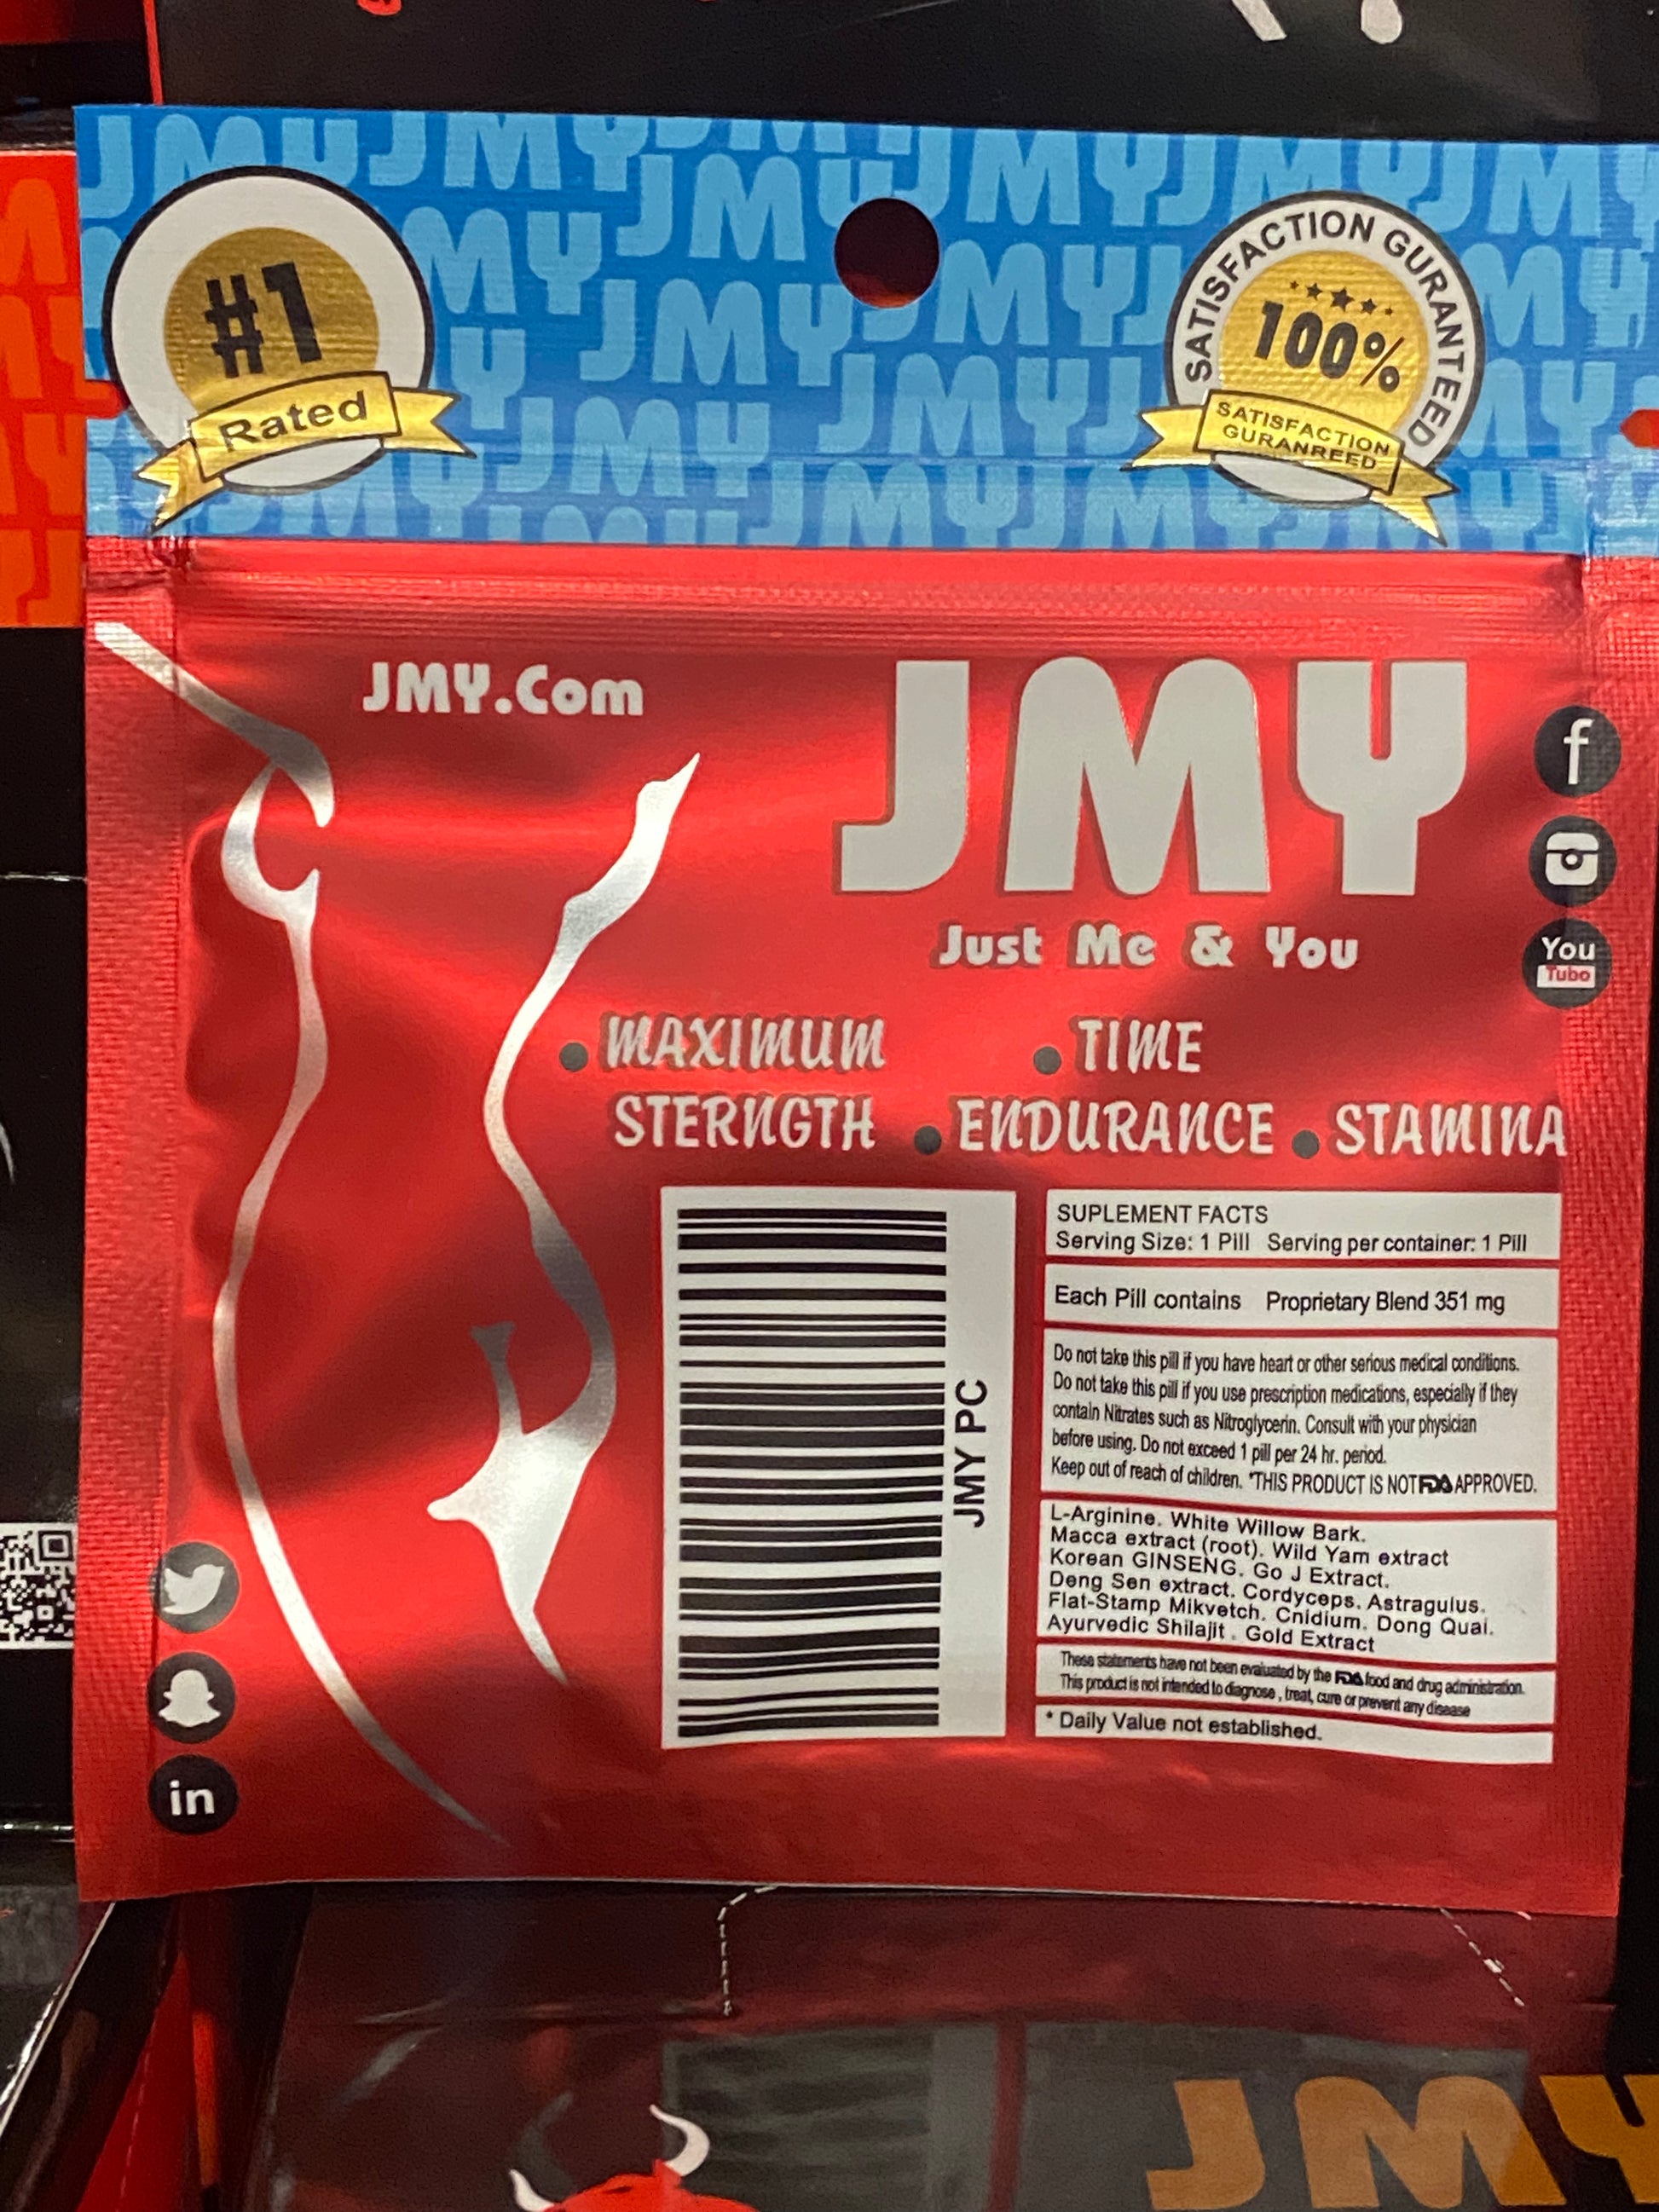 #1
Rated
SATISFACTION GURANTEED
100%
SATISFACTION
GURANREED
JMY.Com
JMY
Just Me & You
f
You
Tubo
• MAXIMUM • TIME
STERNGTH • ENDURANCE • STAMINA
JMY PC
SUPLEMENT FACTS
Serving Size: 1 Pill Serving per container: 1 Pill
Each Pill contains Proprietary Blend 351 mg
Do not take this pill if you have heart or other serious medical conditions.
Do not take this pill if you use prescription medications, especially if they
contain Nitrates such as Nitroglycerin. Consult with your physician
before using. Do not exceed 1 pill per 24 hr. period.
Keep out of reach of children. *THIS PRODUCT IS NOT FDA APPROVED.
L-Arginine. White Willow Bark.
Macca extract (root). Wild Yam extract
Korean GINSENG. Go J Extract.
Deng Sen extract. Cordyceps. Astragulus.
Flat-Stamp Mikvetch. Cnidium. Dong Quai.
Ayurvedic Shilajit . Gold Extract
These statements have not been evaluated by the FDA food and drug administration.
This product is not intended to diagnose , treat, cure or prevent any disease
* Daily Value not established.
in
JMY